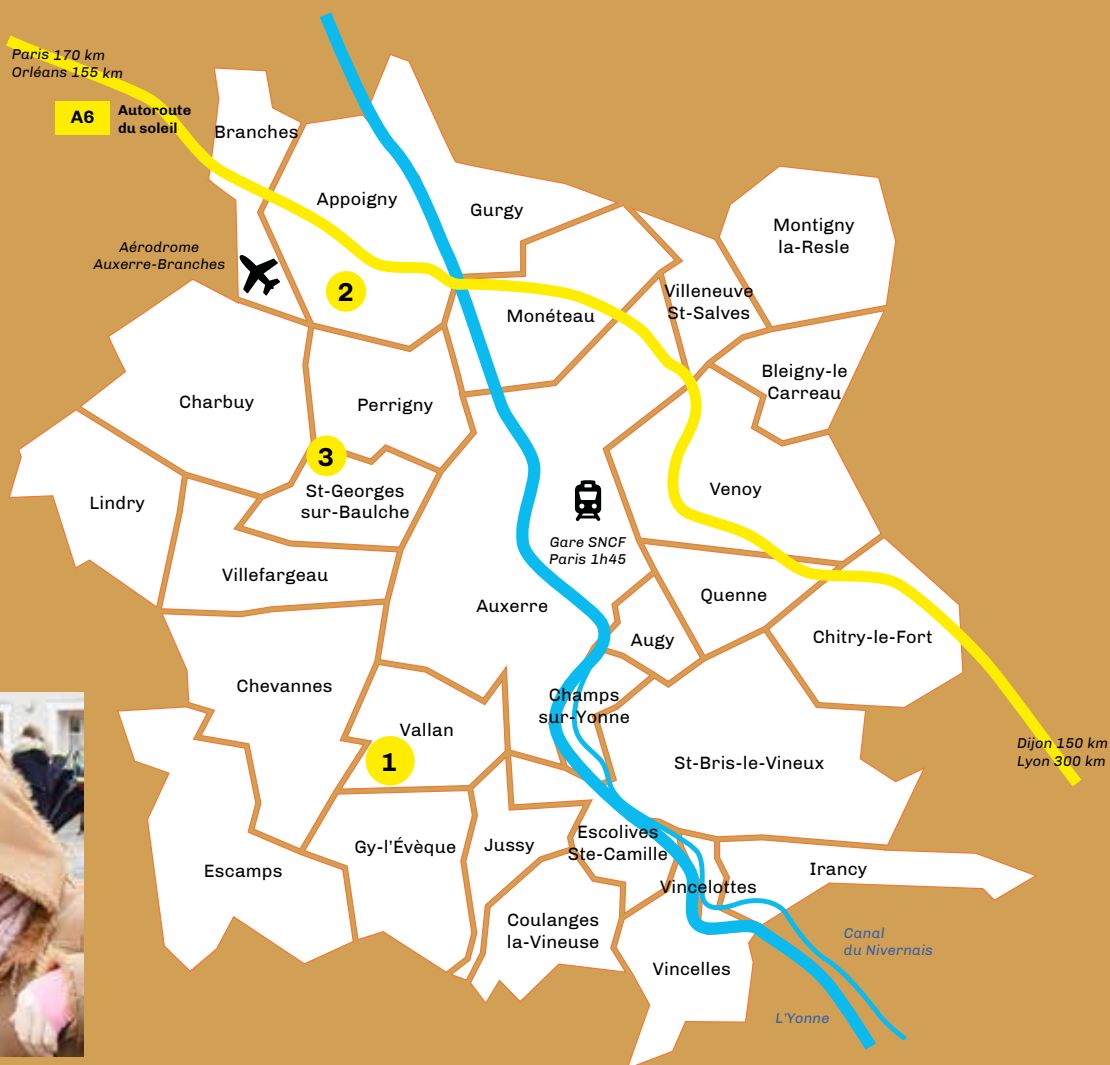 Paris 170 km
Orléans 155 km
A6
Autoroute
du soleil
Branches
Appoigny
Gurgy
Montigny
la-Resle
Aérodrome
Auxerre-Branches
2
Monéteau
Villeneuve
St-Salves
Bleigny-le
Carreau
Charbuy
Perrigny
3
St-Georges
sur-Baulche
Lindry
Venoy
Gare SNCF
Paris 1h45
Villefargeau
Auxerre
Quenne
Augy
Chitry-le-Fort
Chevannes
Champs
sur-Yonne
Vallan
1
St-Bris-le-Vineux
Dijon 150 km
Lyon 300 km
Gy-l'Évèque
Jussy
Escolives
Ste-Camille
Escamps
Vincelottes
Irancy
Coulanges
la-Vineuse
Canal
du Nivernais
Vincelles
L'Yonne